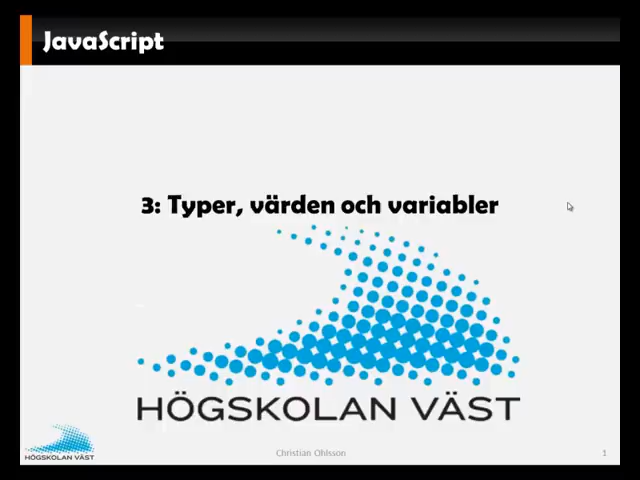 JavaScript
3: Typer, värden och variabler
HÖGSKOLAN VÄST
HÖGSKOLAN VÄST
Christian Ohlsson
1